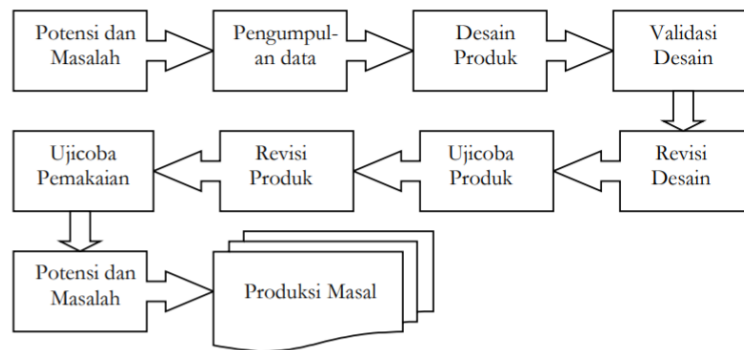 Potensi dan
Masalah
Pengumpul-
an data
Desain
Produk
Validasi
Desain
Ujicoba
Pemakaian
Revisi
Produk
Ujicoba
Produk
Revisi
Desain
Potensi dan
Masalah
Produksi Masal